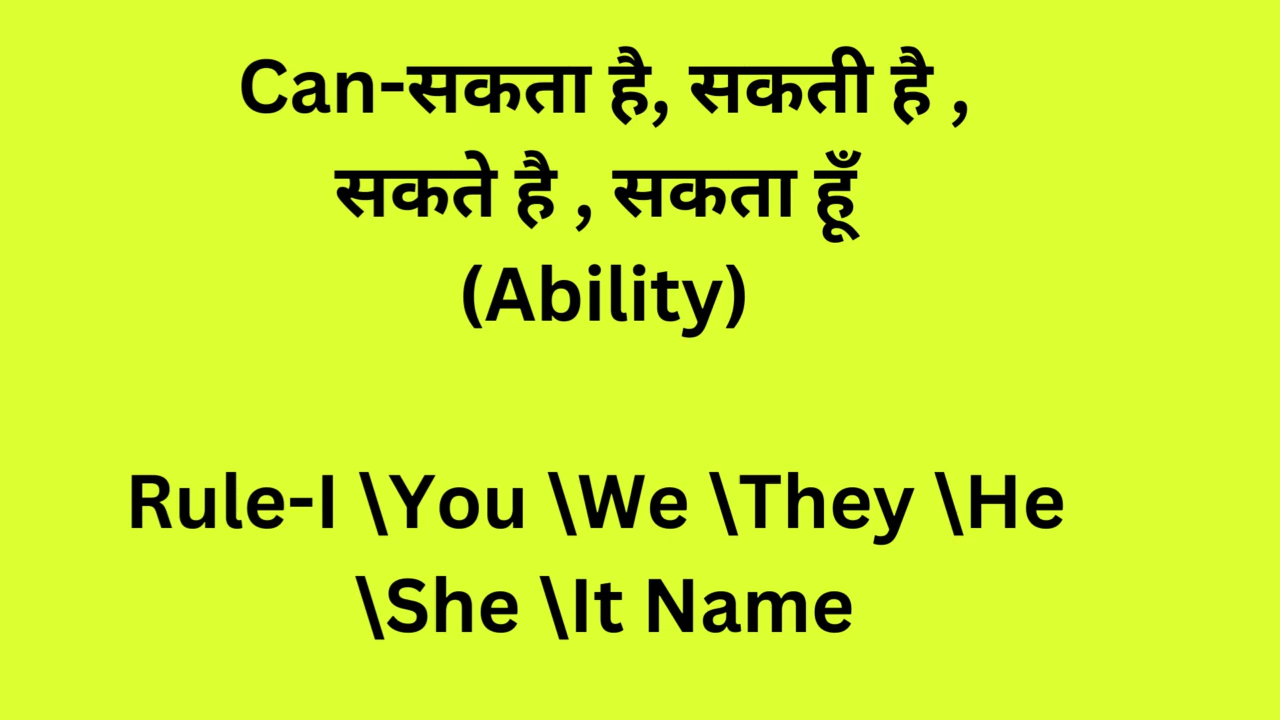 Can-सकता है, सकती है ,
सकते है , सकता हूँ
(Ability)
Rule-I \You \We \They \He
\She \It Name